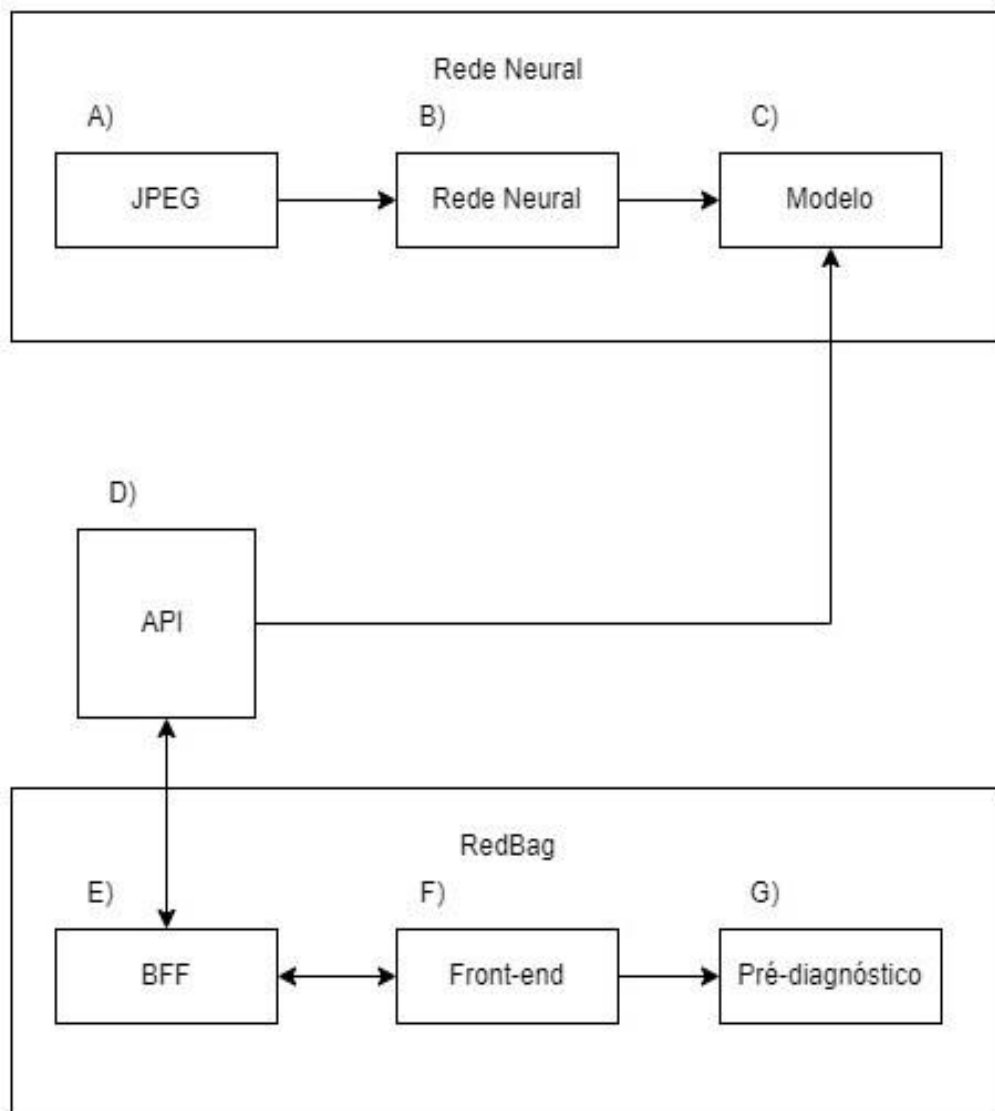 Rede Neural
A)
B)
C)
JPEG
Rede Neural
Modelo
D)
API
RedBag
E)
F)
G)
BFF
Front-end
Pré-diagnóstico